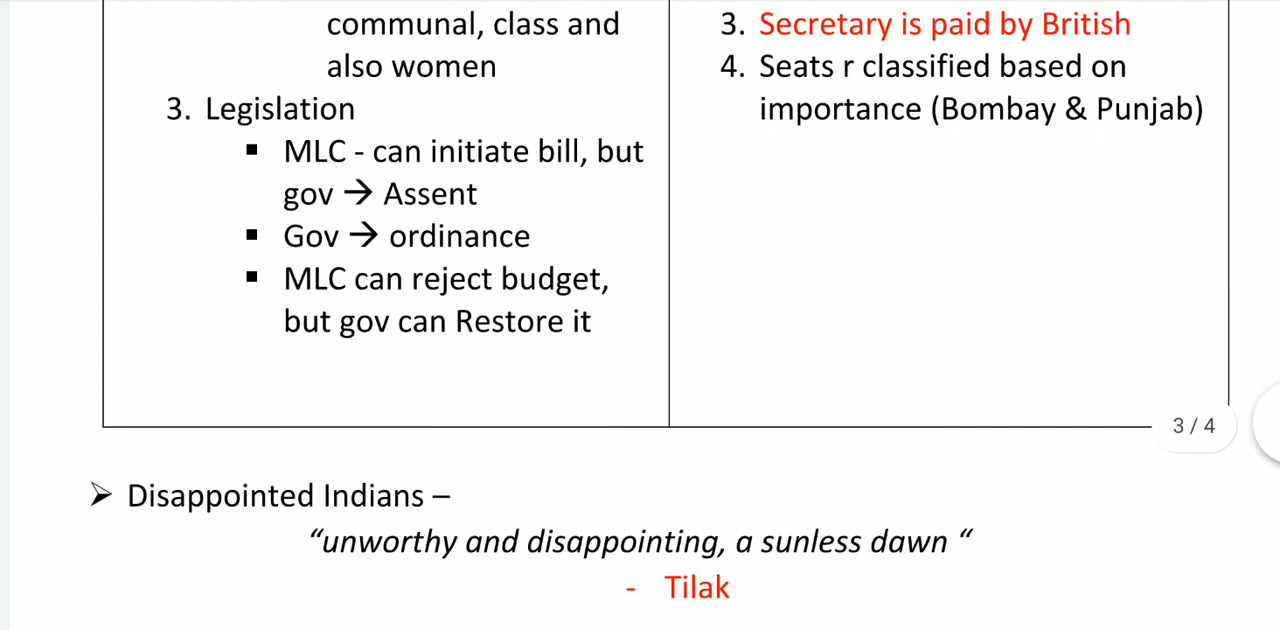 communal, class and
also women
3. Legislation
▪ MLC - can initiate bill, but
gov → Assent
▪ Gov → ordinance
▪ MLC can reject budget,
but gov can Restore it
3. Secretary is paid by British
4. Seats r classified based on
importance (Bombay & Punjab)
3 / 4
➢ Disappointed Indians –
“unworthy and disappointing, a sunless dawn “
- Tilak